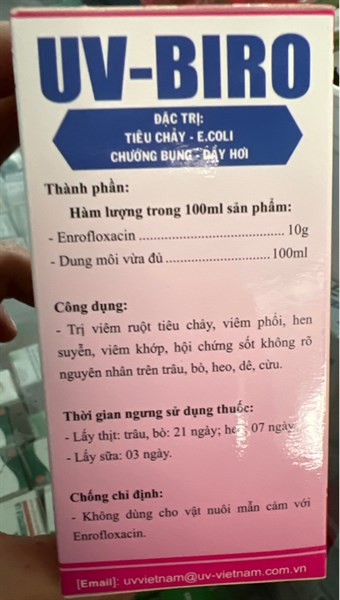 UV-BIRO
ĐẶC TRỊ:
TIÊU CHẢY - E.COLI
CHƯỚNG BỤNG - ĐẦY HƠI
Thành phần:
Hàm lượng trong 100ml sản phẩm:
- Enrofloxacin ........................................ 10g
- Dung môi vừa đủ ............................. 100ml
Công dụng:
- Trị viêm ruột tiêu chảy, viêm phổi, hen
suyễn, viêm khớp, hội chứng sốt không rõ
nguyên nhân trên trâu, bò, heo, dê, cừu.
Thời gian ngưng sử dụng thuốc:
- Lấy thịt: trâu, bò: 21 ngày; heo: 07 ngày
- Lấy sữa: 03 ngày.
Chống chỉ định:
- Không dùng cho vật nuôi mẫn cảm với
Enrofloxacin.
[Email]: uvvietnam@uv-vietnam.com.vn